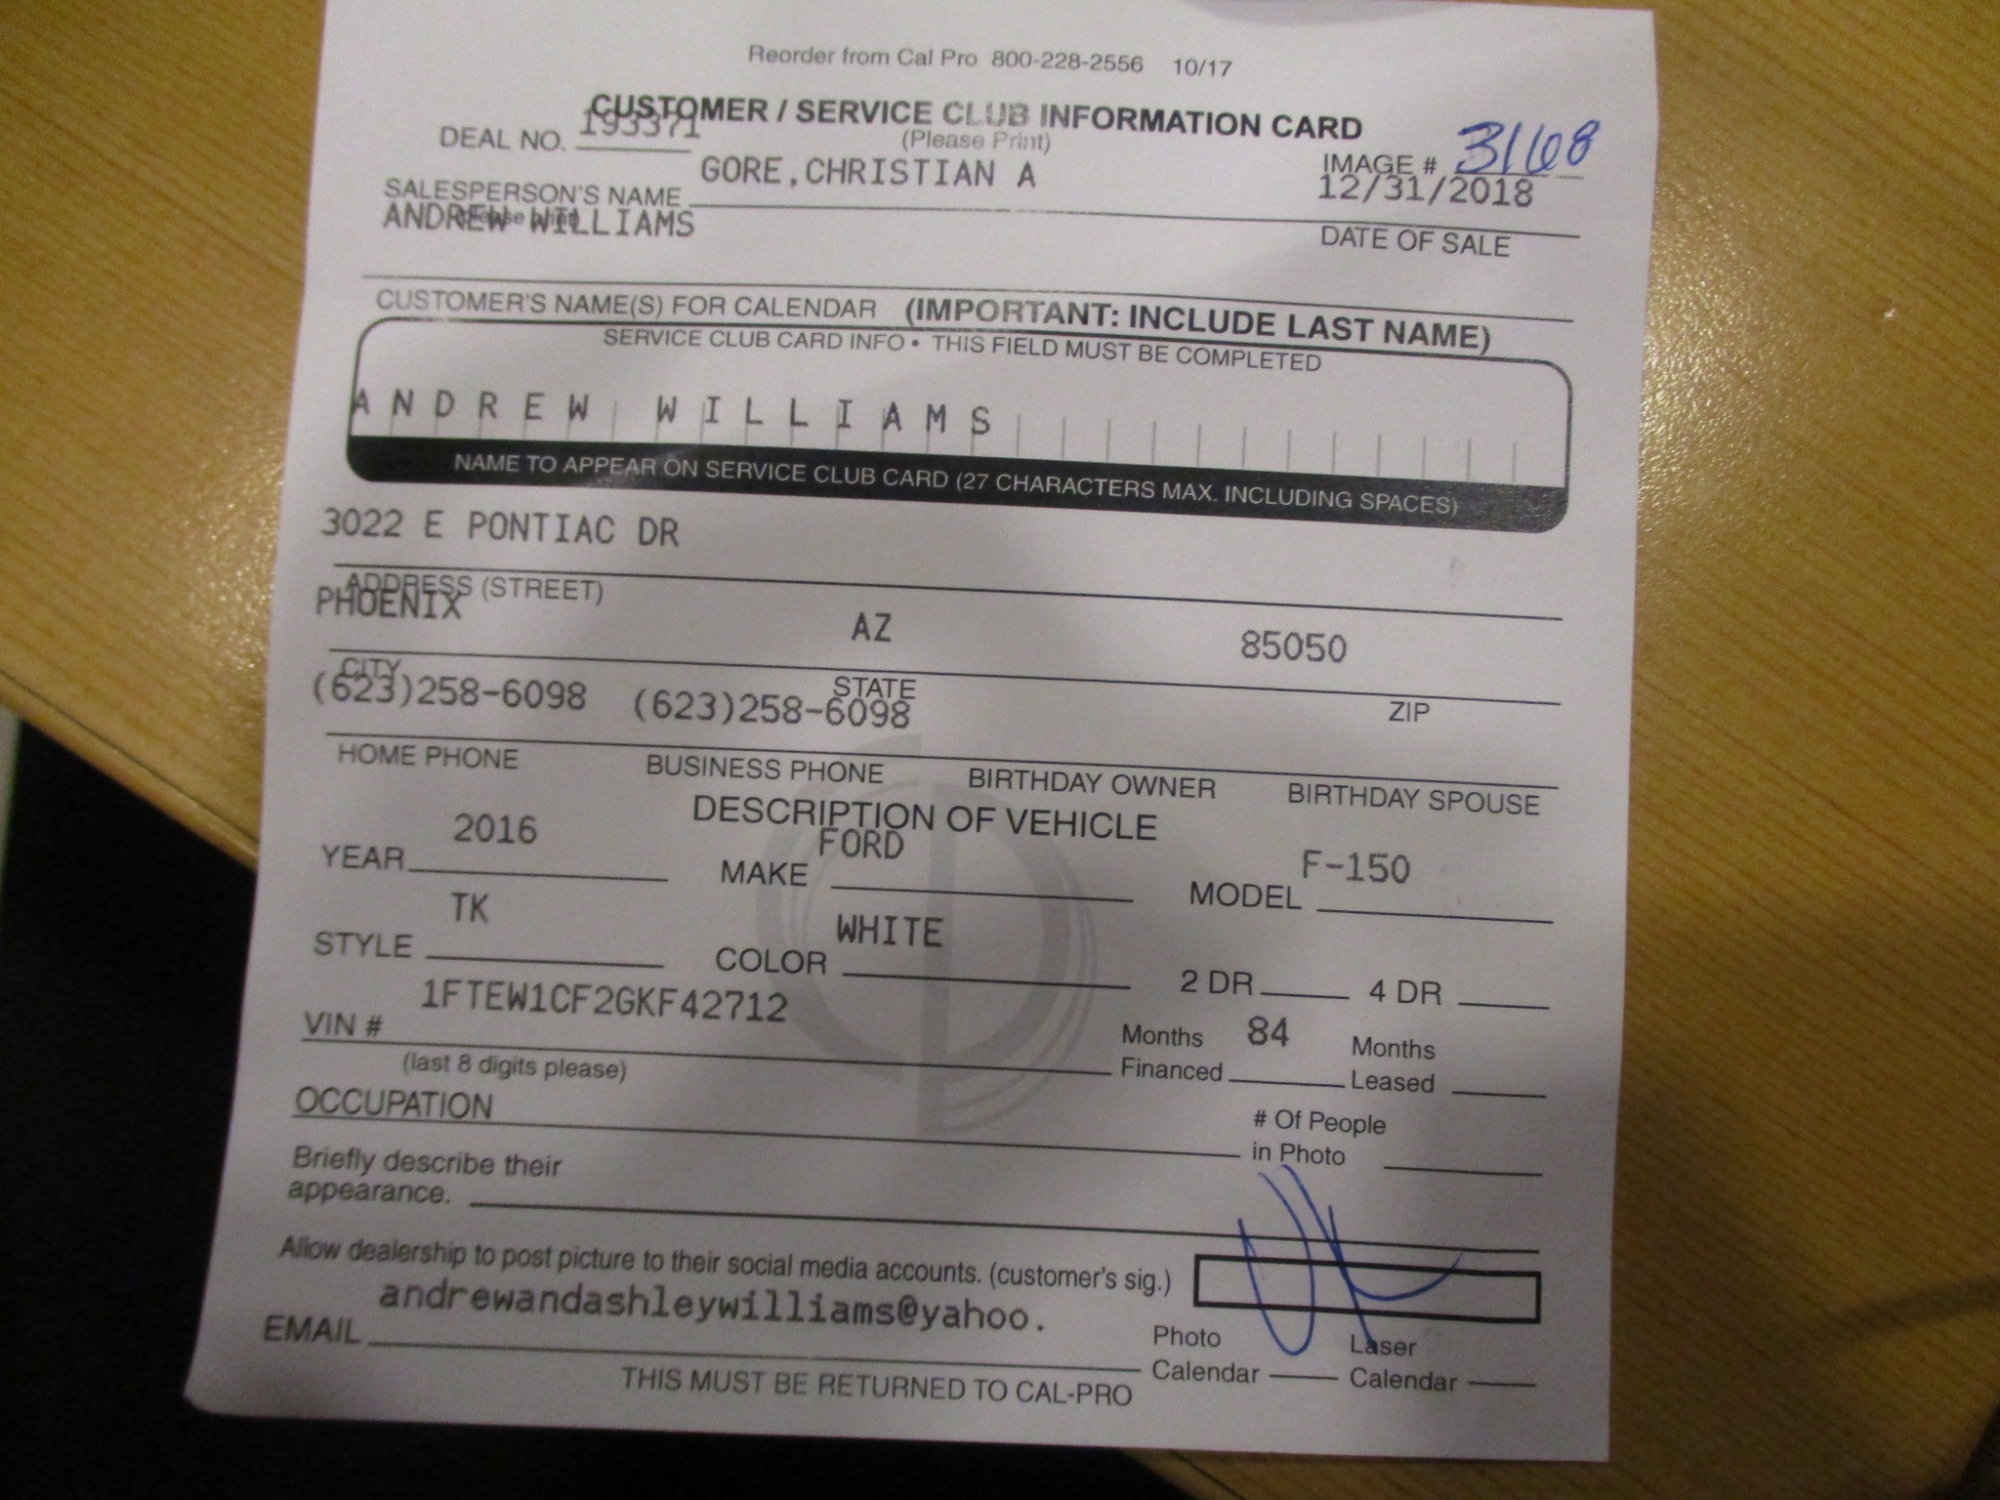 Reorder from Cal Pro 800-228-2556 10/17
CUSTOMER / SERVICE CLUB INFORMATION CARD
(Please Print)
DEAL NO. 193371
IMAGE # 3168
SALESPERSON'S NAME GORE,CHRISTIAN A
12/31/2018
(please print)
ANDREW WILLIAMS
DATE OF SALE
CUSTOMER'S NAME(S) FOR CALENDAR (IMPORTANT: INCLUDE LAST NAME)
SERVICE CLUB CARD INFO • THIS FIELD MUST BE COMPLETED
ANDREW WILLIAMS
NAME TO APPEAR ON SERVICE CLUB CARD (27 CHARACTERS MAX. INCLUDING SPACES)
3022 E PONTIAC DR
ADDRESS (STREET)
PHOENIX AZ 85050
CITY STATE ZIP
(623)258-6098 (623)258-6098
HOME PHONE BUSINESS PHONE BIRTHDAY OWNER BIRTHDAY SPOUSE
DESCRIPTION OF VEHICLE
YEAR 2016 MAKE FORD MODEL F-150
STYLE TK COLOR WHITE 2 DR 4 DR
VIN # 1FTEW1CF2GKF42712
(last 8 digits please)
Months Financed 84 Months Leased
OCCUPATION
# Of People in Photo
Briefly describe their
appearance.
Allow dealership to post picture to their social media accounts. (customer's sig.)
EMAIL andrewandashleywilliams@yahoo.
Photo Calendar Laser Calendar
THIS MUST BE RETURNED TO CAL-PRO